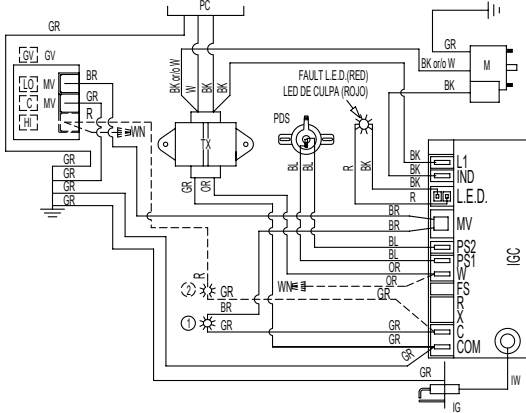 PC
GR
GV GV
LO MV
C MV
HI
BR
GR
R
WN
GR
GR
GR
GR
BK or/o W
W
BK
BK
TX
GR
OR
PDS
BL
BL
FAULT L.E.D.(RED)
LED DE CULPA (ROJO)
R
BK
GR
BK or/o W
BK
M
BK
BK
R
L1
IND
L.E.D.
BR
BR
MV
BL
BL
OR
PS2
PS1
W
WN
OR
GR
FS
R
X
C
COM
IGC
R
2
GR
BR
1
GR
GR
GR
GR
GR
IW
IG